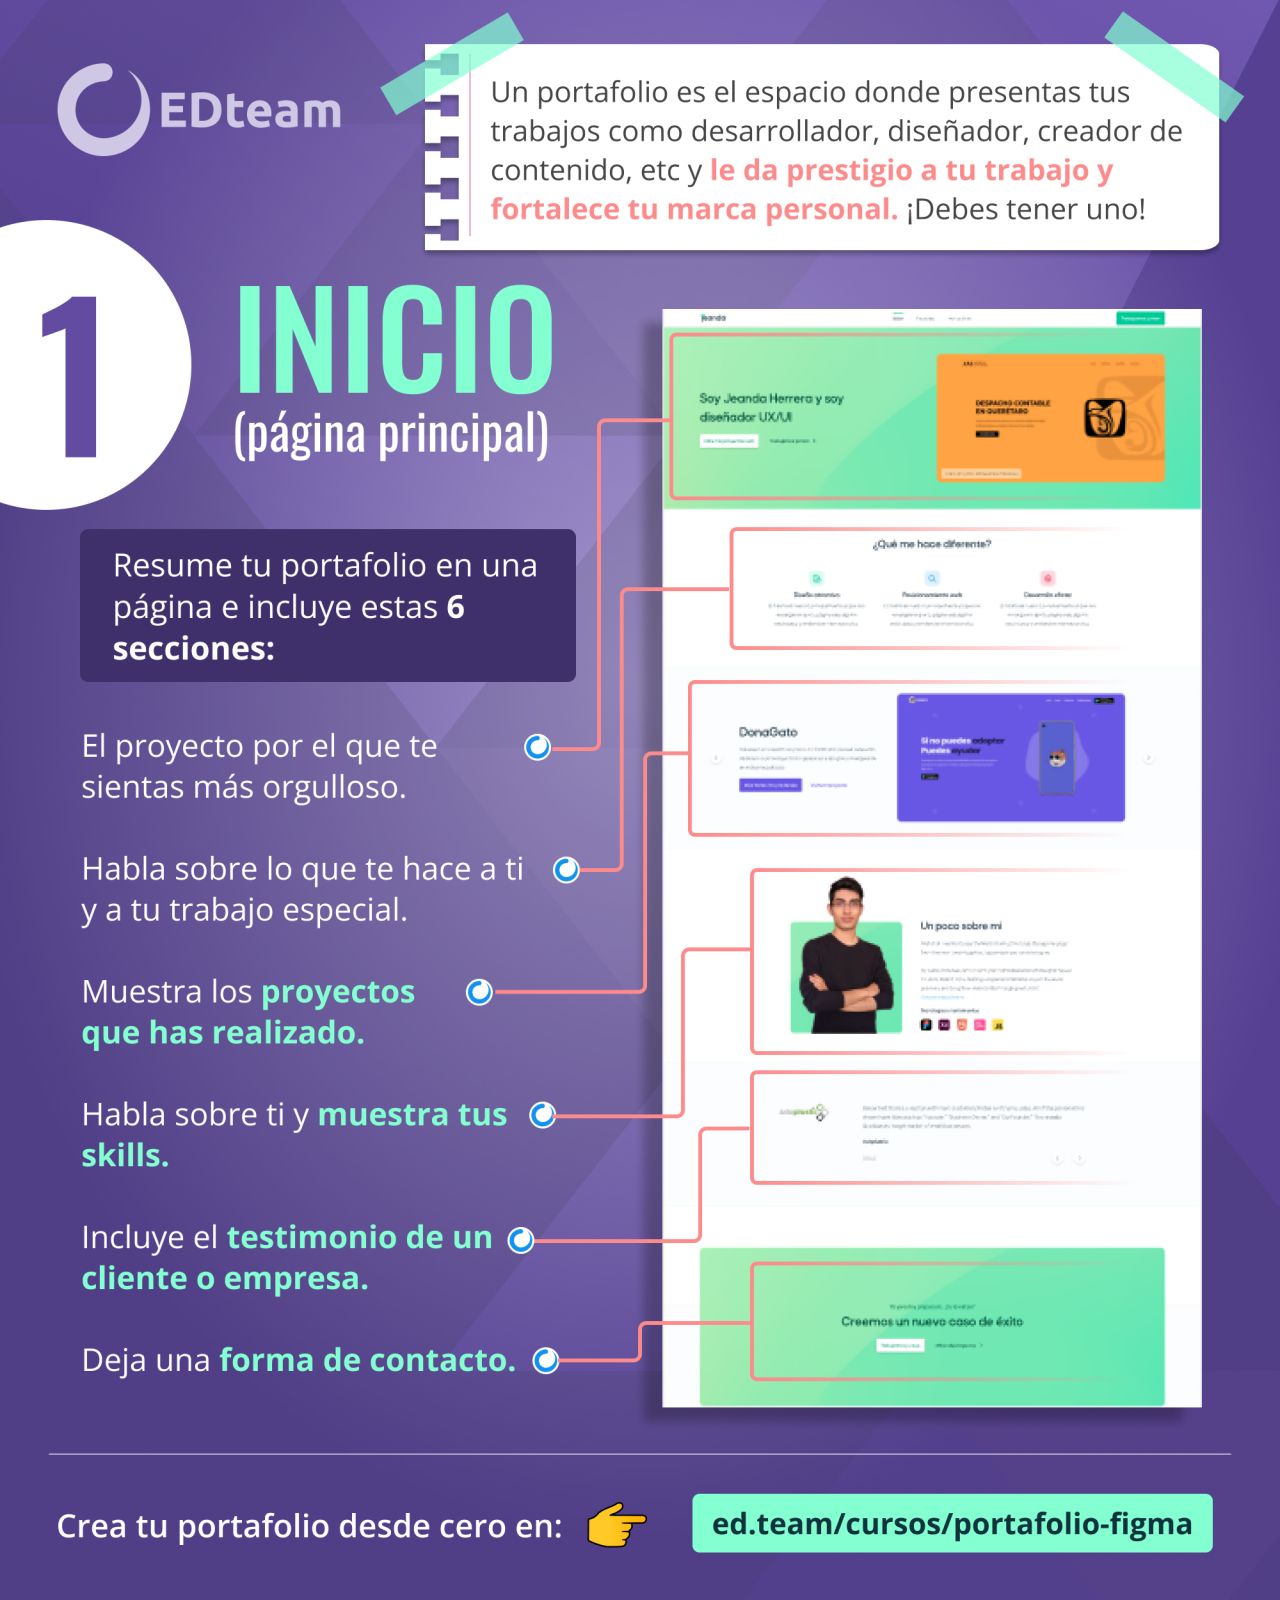 EDteam
Un portafolio es el espacio donde presentas tus
trabajos como desarrollador, diseñador, creador de
contenido, etc y le da prestigio a tu trabajo y
fortalece tu marca personal. ¡Debes tener uno!
1
INICIO
(página principal)
Resume tu portafolio en una
página e incluye estas 6
secciones:
El proyecto por el que te
sientas más orgulloso.
Habla sobre lo que te hace a ti
y a tu trabajo especial.
Muestra los proyectos
que has realizado.
Habla sobre ti y muestra tus
skills.
Incluye el testimonio de un
cliente o empresa.
Deja una forma de contacto.
jeanda
Soy Jeanda Herrera y soy
diseñador UX/UI
DESPACHO CONTABLE
EN QUERÉTARO
¿Qué me hace diferente?
DonaGato
Si no puedes adoptar
Puedes ayudar
Un poco sobre mí
Creemos un nuevo caso de éxito
Crea tu portafolio desde cero en:
ed.team/cursos/portafolio-figma